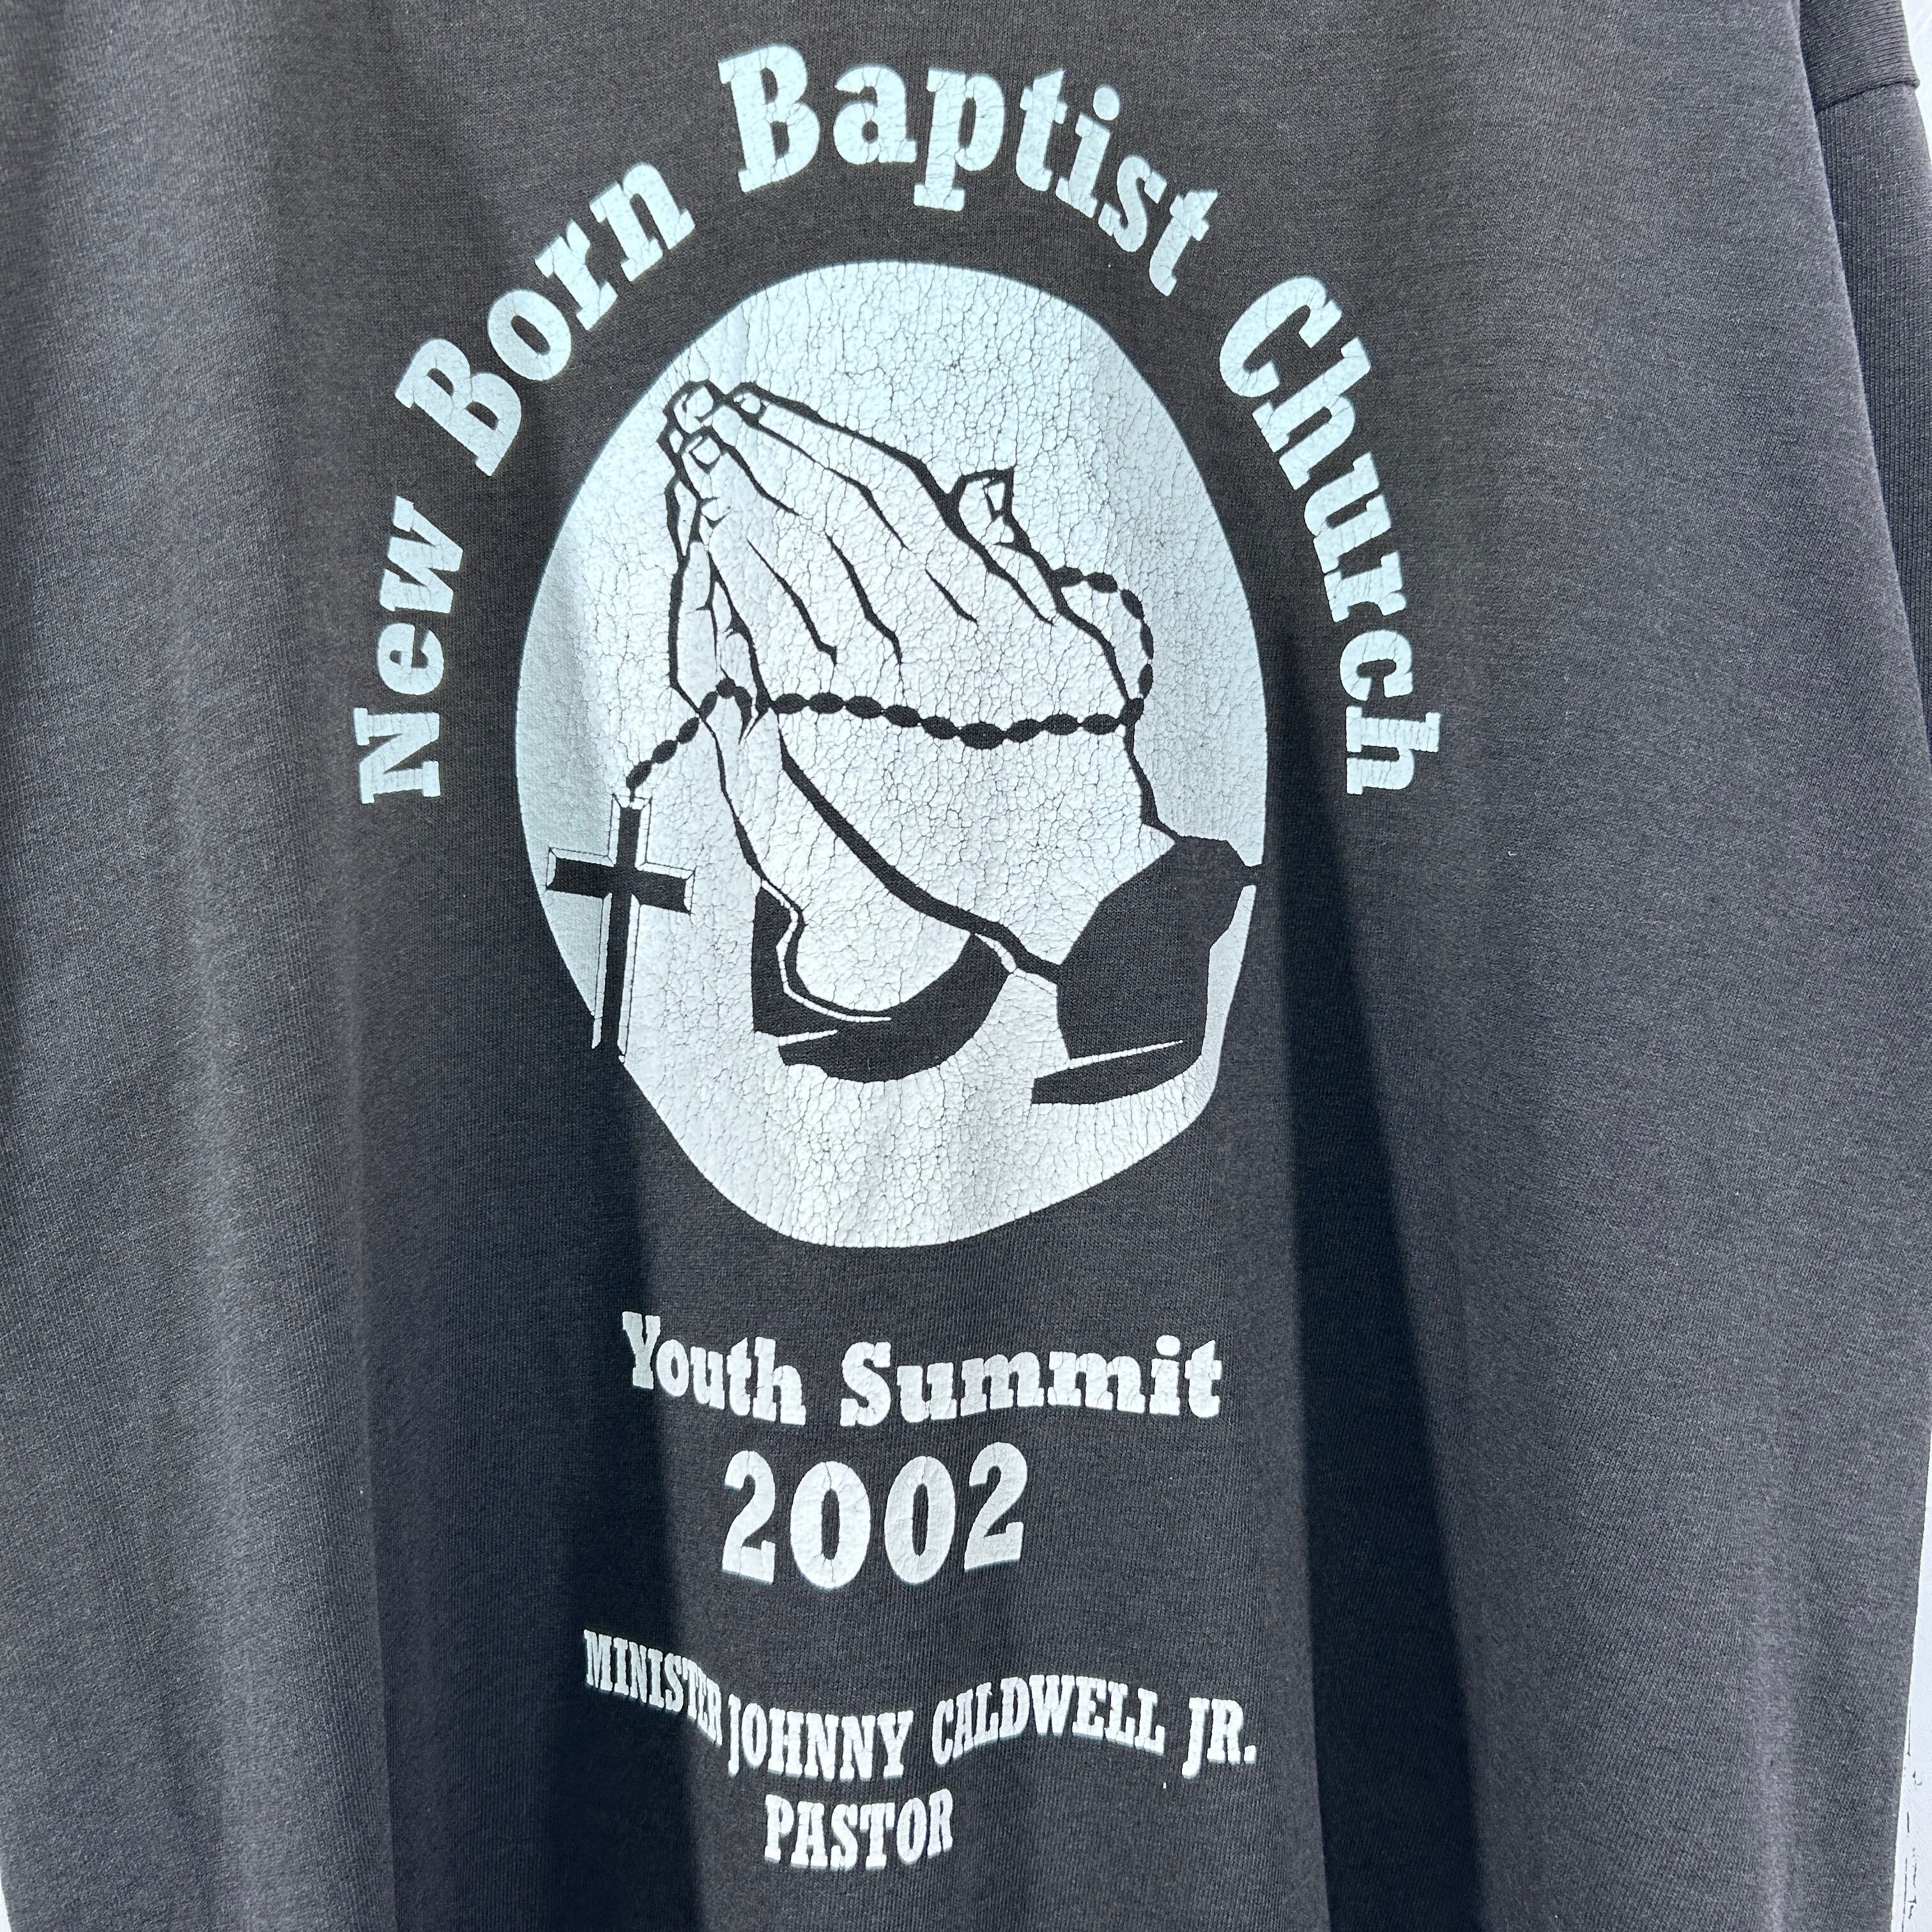 New Born Baptist Church
Youth Summit
2002
MINISTER JOHNNY CALDWELL JR.
PASTOR